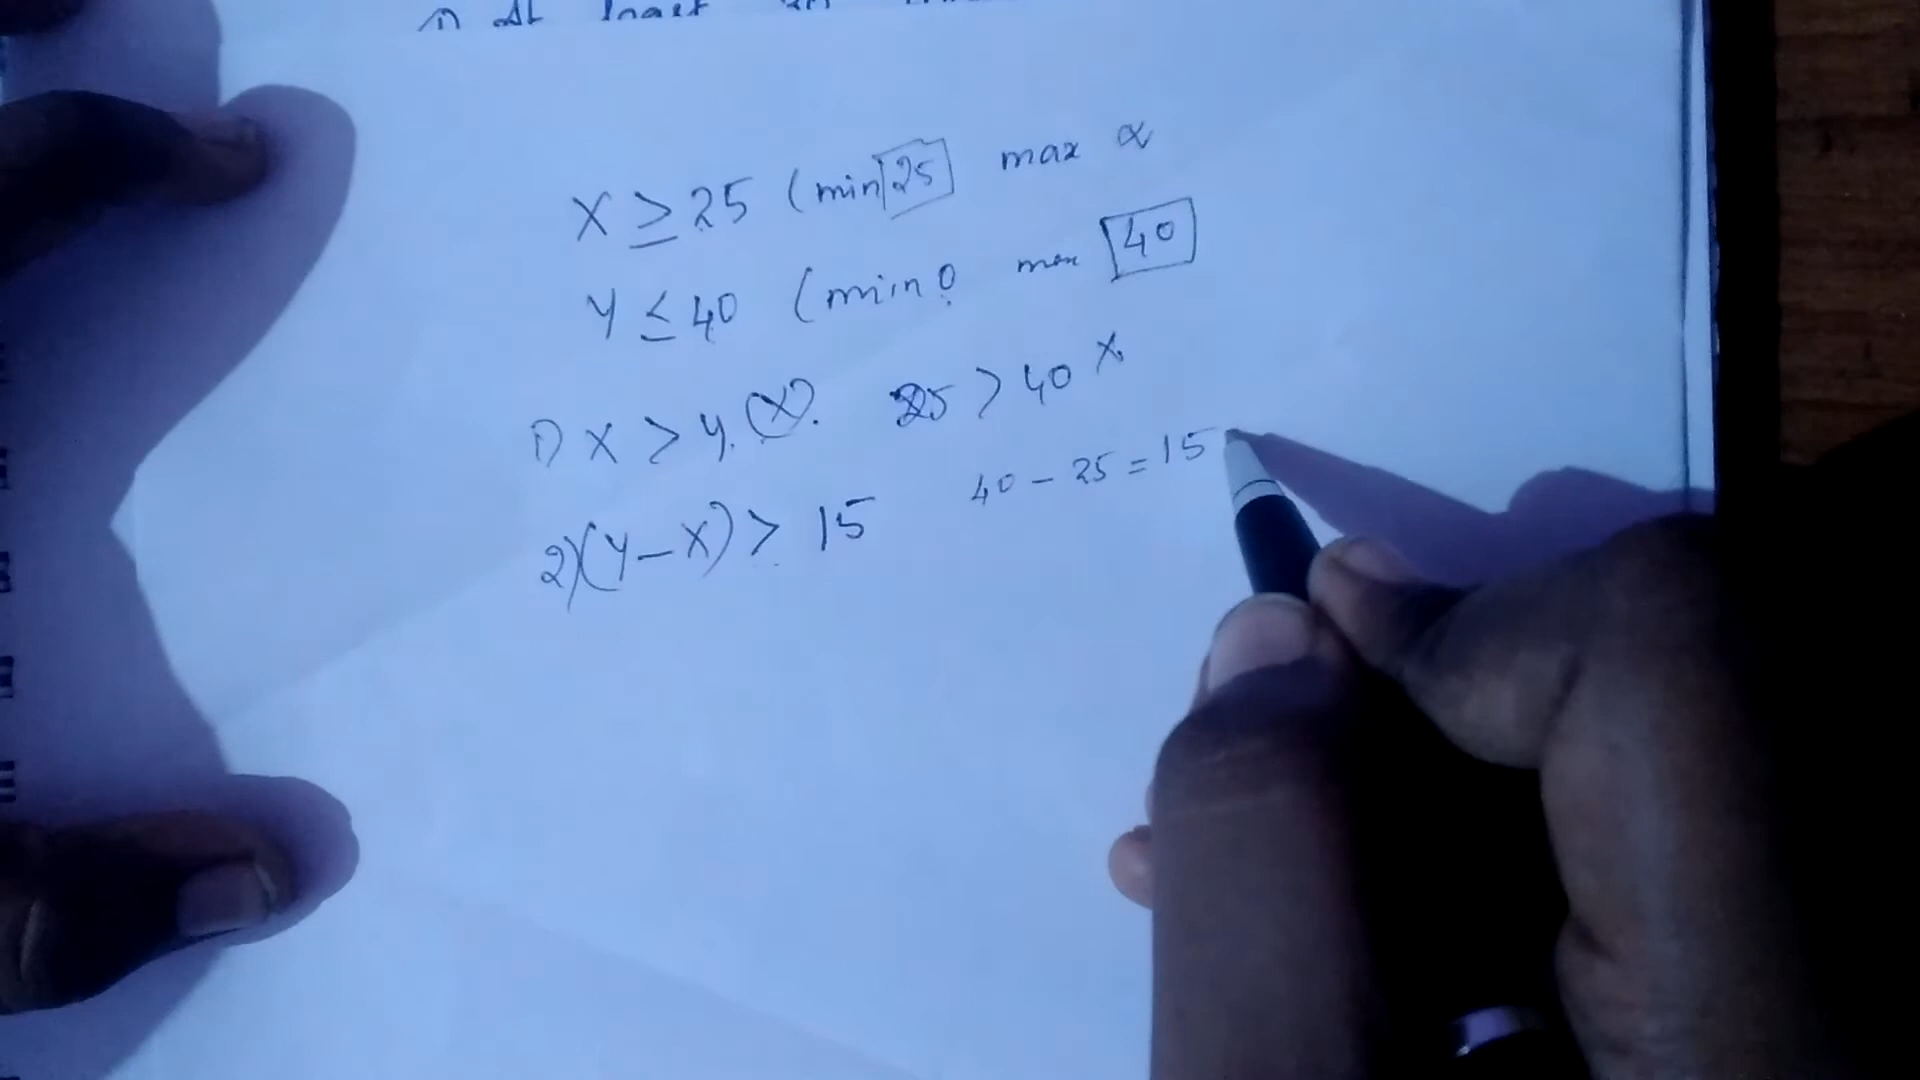 X ≥ 25 (min 25 max α
Y ≤ 40 (min 0 max 40
1) X > Y. (X). 25 > 40 X
40 - 25 = 15
2) (Y - X) > 15